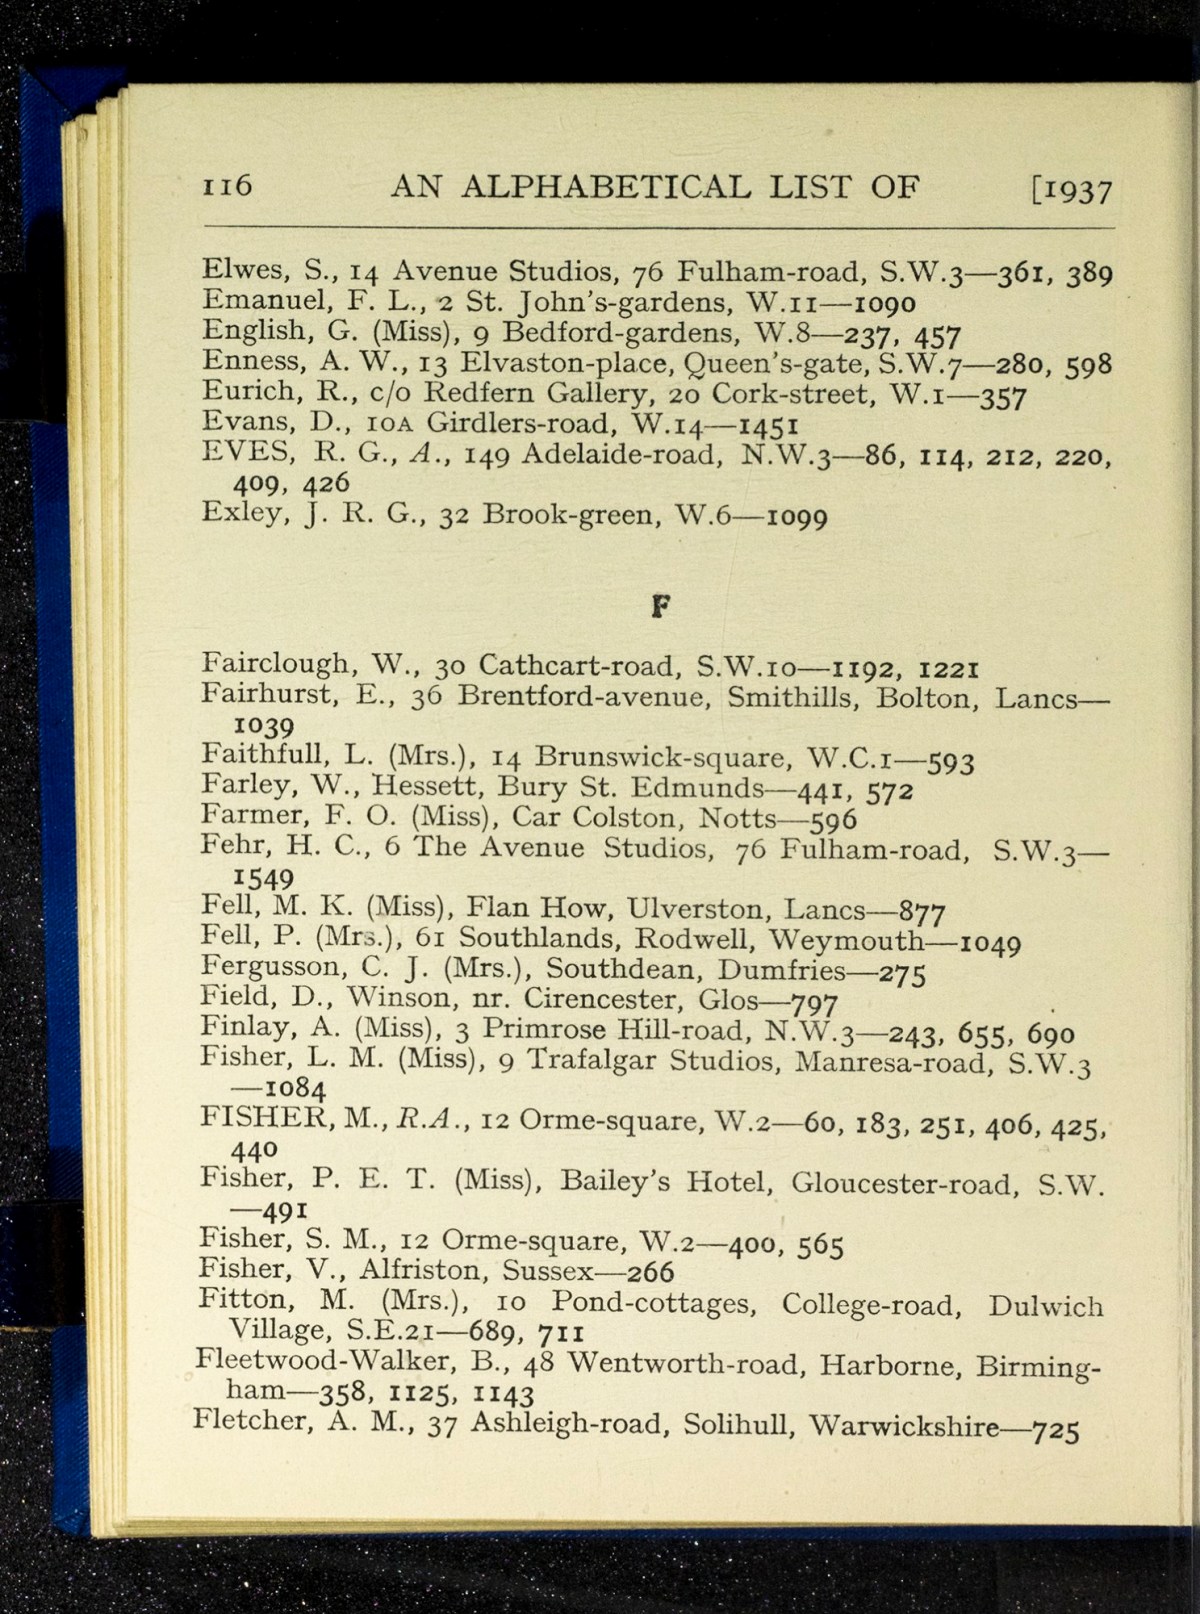 116 AN ALPHABETICAL LIST OF [1937
Elwes, S., 14 Avenue Studios, 76 Fulham-road, S.W.3—361, 389
Emanuel, F. L., 2 St. John's-gardens, W.11—1090
English, G. (Miss), 9 Bedford-gardens, W.8—237, 457
Enness, A. W., 13 Elvaston-place, Queen's-gate, S.W.7—280, 598
Eurich, R., c/o Redfern Gallery, 20 Cork-street, W.1—357
Evans, D., 10A Girdlers-road, W.14—1451
EVES, R. G., A., 149 Adelaide-road, N.W.3—86, 114, 212, 220,
409, 426
Exley, J. R. G., 32 Brook-green, W.6—1099
F
Fairclough, W., 30 Cathcart-road, S.W.10—1192, 1221
Fairhurst, E., 36 Brentford-avenue, Smithills, Bolton, Lancs—
1039
Faithfull, L. (Mrs.), 14 Brunswick-square, W.C.1—593
Farley, W., Hessett, Bury St. Edmunds—441, 572
Farmer, F. O. (Miss), Car Colston, Notts—596
Fehr, H. C., 6 The Avenue Studios, 76 Fulham-road, S.W.3—
1549
Fell, M. K. (Miss), Flan How, Ulverston, Lancs—877
Fell, P. (Mrs.), 61 Southlands, Rodwell, Weymouth—1049
Fergusson, C. J. (Mrs.), Southdean, Dumfries—275
Field, D., Winson, nr. Cirencester, Glos—797
Finlay, A. (Miss), 3 Primrose Hill-road, N.W.3—243, 655, 690
Fisher, L. M. (Miss), 9 Trafalgar Studios, Manresa-road, S.W.3
—1084
FISHER, M., R.A., 12 Orme-square, W.2—60, 183, 251, 406, 425,
440
Fisher, P. E. T. (Miss), Bailey's Hotel, Gloucester-road, S.W.
—491
Fisher, S. M., 12 Orme-square, W.2—400, 565
Fisher, V., Alfriston, Sussex—266
Fitton, M. (Mrs.), 10 Pond-cottages, College-road, Dulwich
Village, S.E.21—689, 711
Fleetwood-Walker, B., 48 Wentworth-road, Harborne, Birming-
ham—358, 1125, 1143
Fletcher, A. M., 37 Ashleigh-road, Solihull, Warwickshire—725